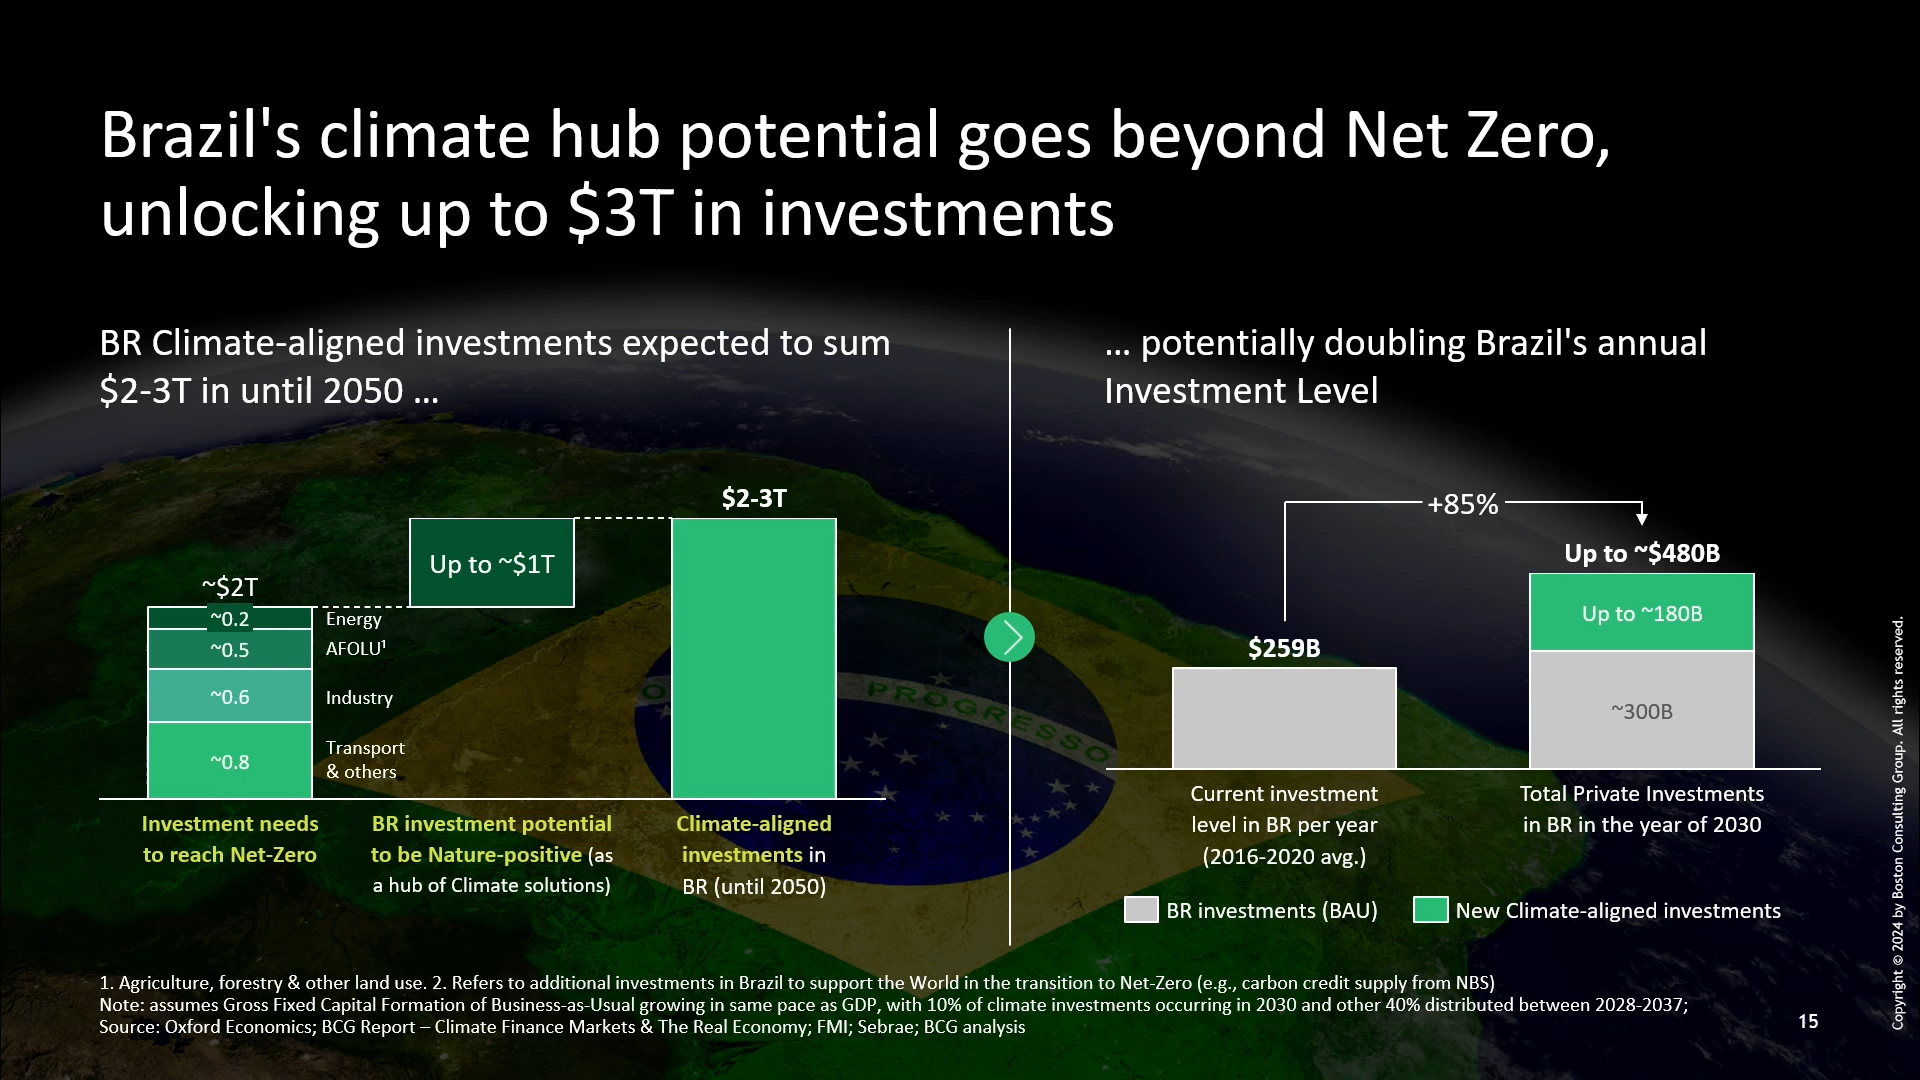 Brazil's climate hub potential goes beyond Net Zero,
unlocking up to $3T in investments
BR Climate-aligned investments expected to sum
$2-3T in until 2050 ...
~$2T
~0.2
Energy
~0.5
AFOLU¹
~0.6
Industry
~0.8
Transport
& others
Up to ~$1T
$2-3T
Investment needs
to reach Net-Zero
BR investment potential
to be Nature-positive (as
a hub of Climate solutions)
Climate-aligned
investments in
BR (until 2050)
... potentially doubling Brazil's annual
Investment Level
+85%
$259B
Up to ~$480B
Up to ~180B
~300B
Current investment
level in BR per year
(2016-2020 avg.)
Total Private Investments
in BR in the year of 2030
BR investments (BAU)
New Climate-aligned investments
PROGRESSO
1. Agriculture, forestry & other land use. 2. Refers to additional investments in Brazil to support the World in the transition to Net-Zero (e.g., carbon credit supply from NBS)
Note: assumes Gross Fixed Capital Formation of Business-as-Usual growing in same pace as GDP, with 10% of climate investments occurring in 2030 and other 40% distributed between 2028-2037;
Source: Oxford Economics; BCG Report – Climate Finance Markets & The Real Economy; FMI; Sebrae; BCG analysis
15
Copyright © 2024 by Boston Consulting Group. All rights reserved.